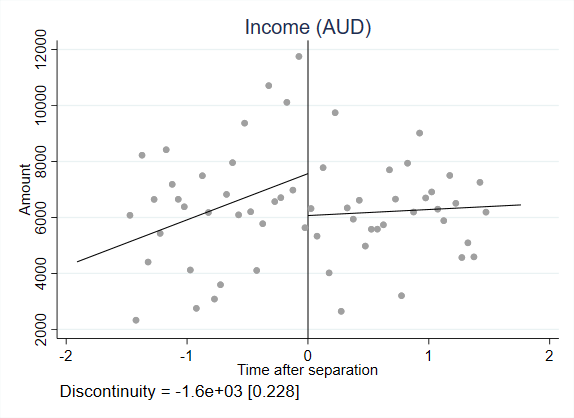 Income (AUD)
12000
10000
8000
6000
4000
2000
Amount
-2
-1
0
1
2
Time after separation
Discontinuity = -1.6e+03 [0.228]